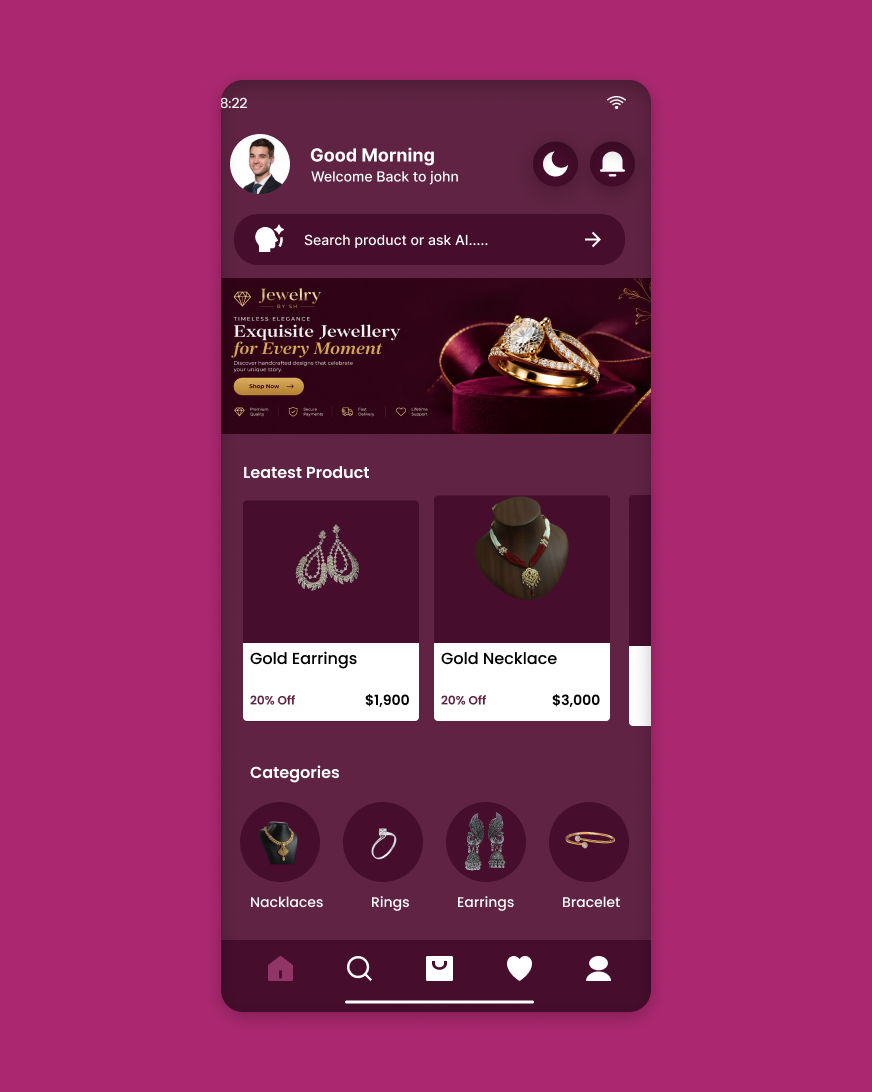 8:22
Good Morning
Welcome Back to john
Search product or ask AI.....
Jewelry
BY SH
TIMELESS ELEGANCE
Exquisite Jewellery
for Every Moment
Discover handcrafted designs that celebrate
your unique story.
Shop Now
Premium
Quality
Secure
Payments
Fast
Delivery
Lifetime
Support
Leatest Product
Gold Earrings
20% Off
$1,900
Gold Necklace
20% Off
$3,000
Categories
Nacklaces
Rings
Earrings
Bracelet